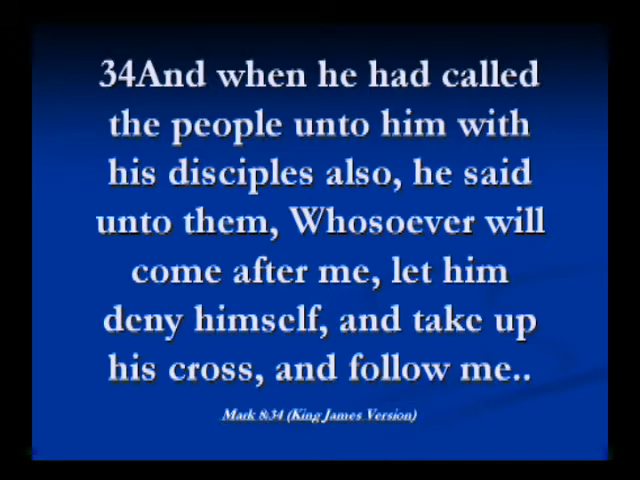 34And when he had called
the people unto him with
his disciples also, he said
unto them, Whosoever will
come after me, let him
deny himself, and take up
his cross, and follow me..
Mark 8:34 (King James Version)